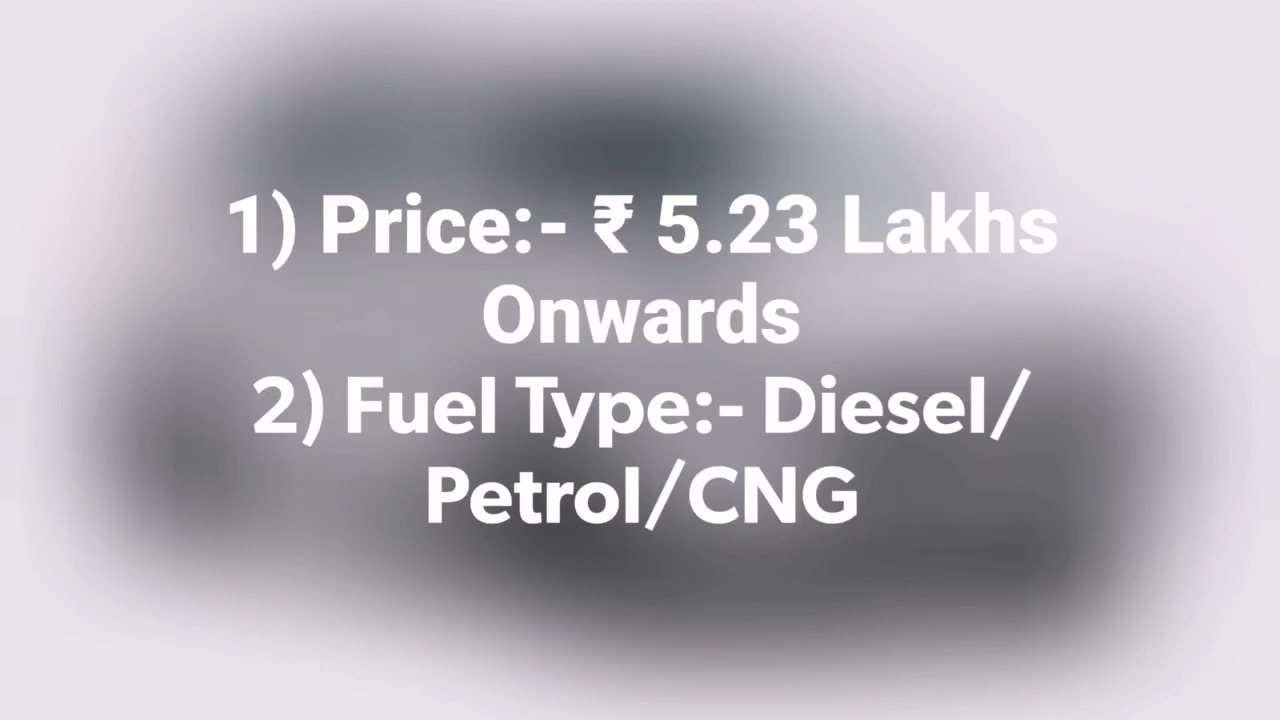 1) Price:- ₹ 5.23 Lakhs
Onwards
2) Fuel Type:- Diesel/
Petrol/CNG